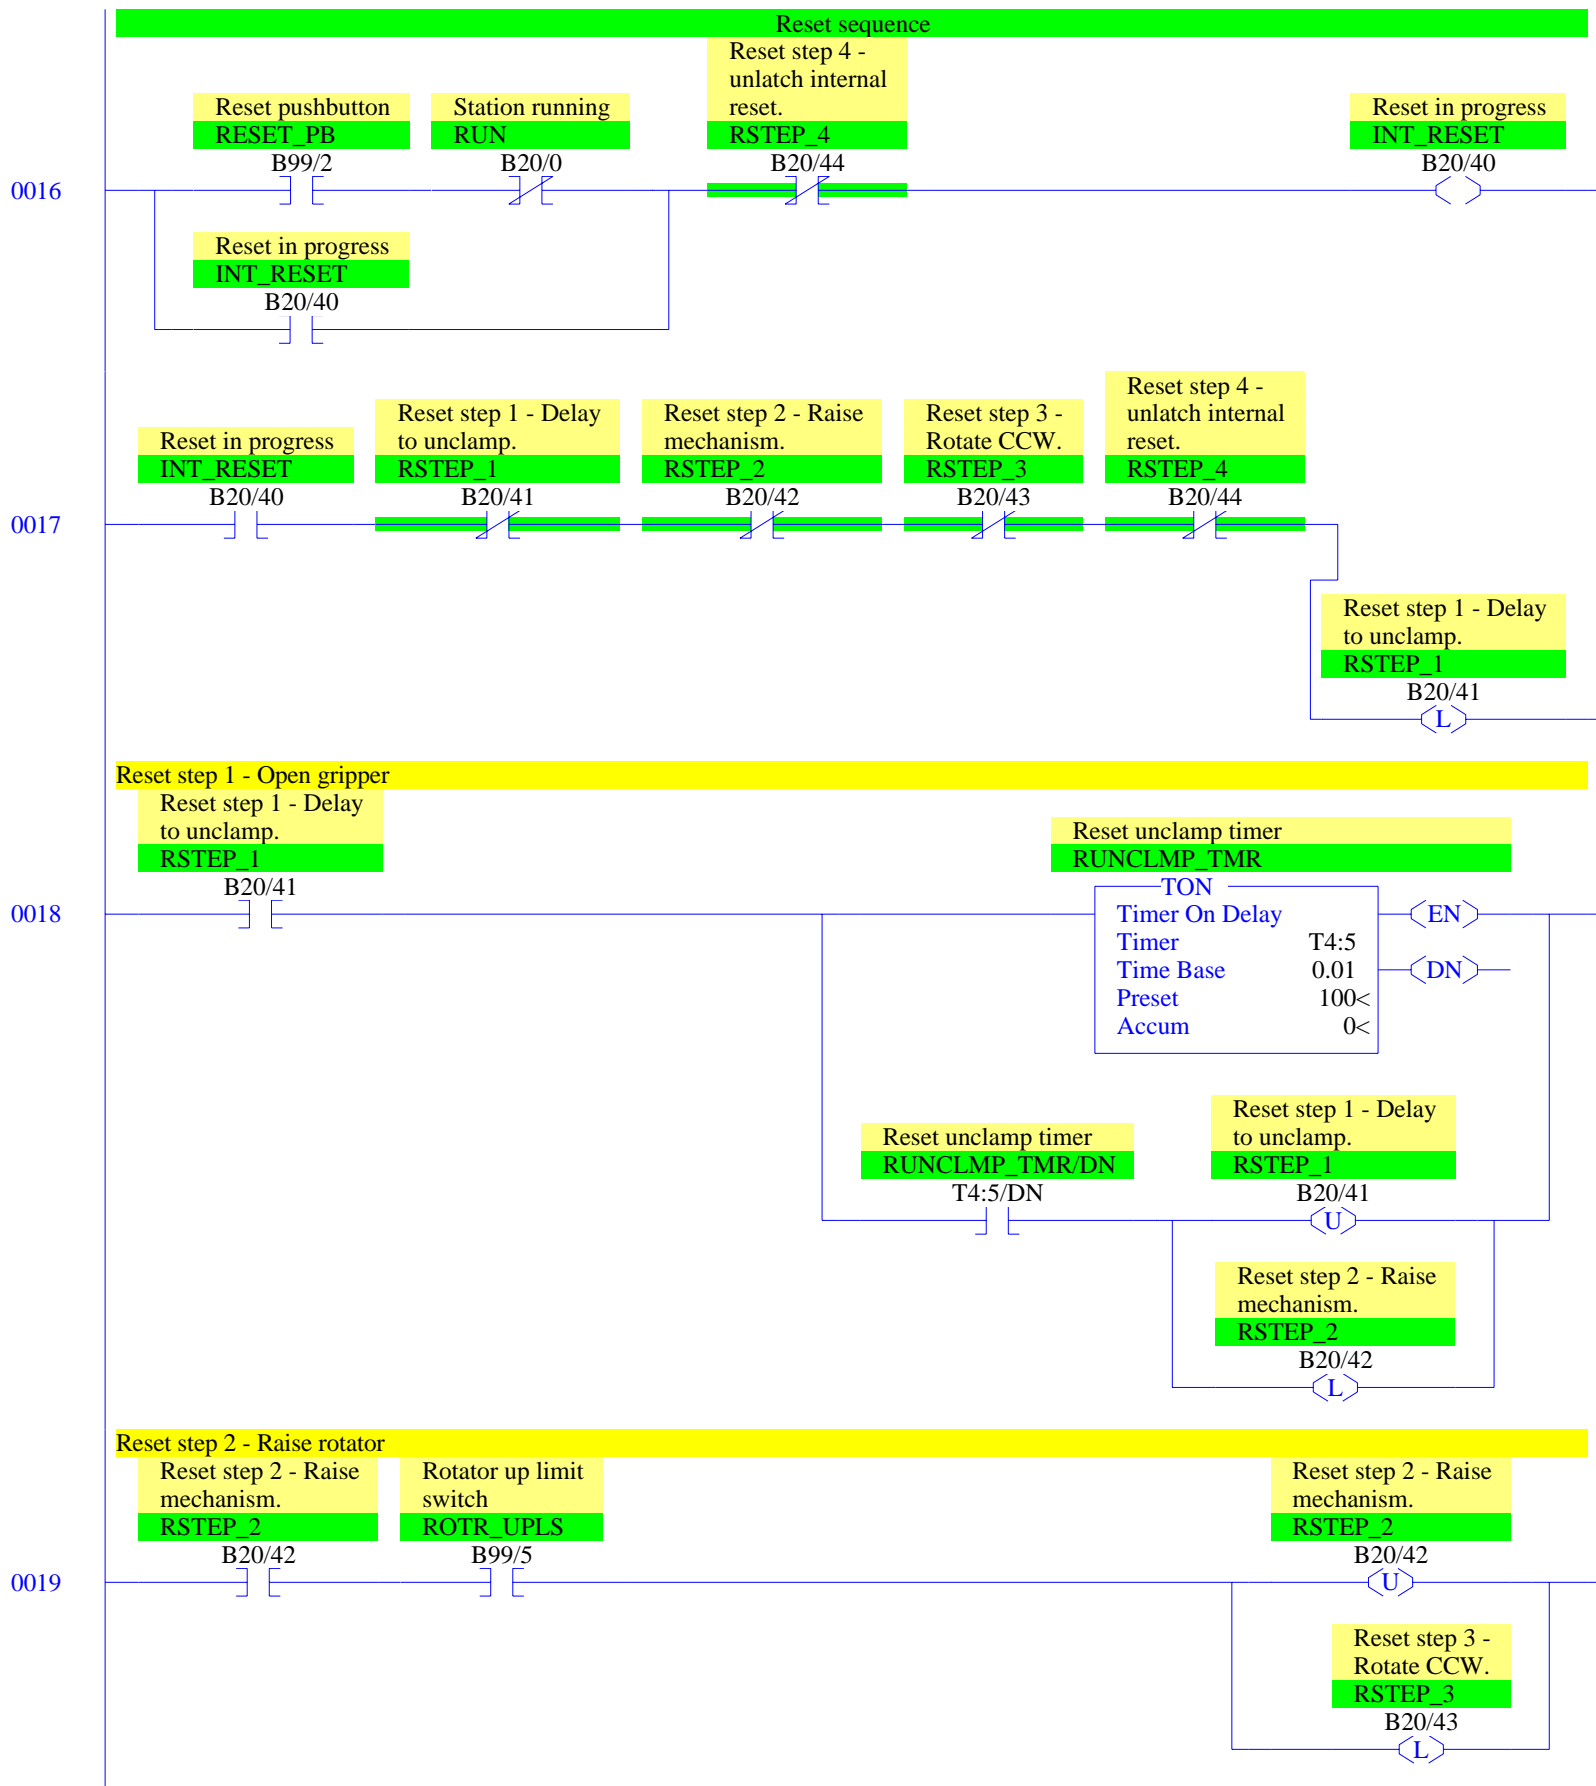 Reset sequence
Reset step 4 -
unlatch internal
reset.
RSTEP_4
B20/44
Reset pushbutton
RESET_PB
B99/2
Station running
RUN
B20/0
Reset in progress
INT_RESET
B20/40
0016
Reset in progress
INT_RESET
B20/40
Reset in progress
INT_RESET
B20/40
Reset step 1 - Delay
to unclamp.
RSTEP_1
B20/41
Reset step 2 - Raise
mechanism.
RSTEP_2
B20/42
Reset step 3 -
Rotate CCW.
RSTEP_3
B20/43
Reset step 4 -
unlatch internal
reset.
RSTEP_4
B20/44
0017
Reset step 1 - Delay
to unclamp.
RSTEP_1
B20/41
L
Reset step 1 - Open gripper
Reset step 1 - Delay
to unclamp.
RSTEP_1
B20/41
0018
Reset unclamp timer
RUNCLMP_TMR
TON
Timer On Delay
Timer T4:5
Time Base 0.01
Preset 100<
Accum 0<
EN
DN
Reset unclamp timer
RUNCLMP_TMR/DN
T4:5/DN
Reset step 1 - Delay
to unclamp.
RSTEP_1
B20/41
U
Reset step 2 - Raise
mechanism.
RSTEP_2
B20/42
L
Reset step 2 - Raise rotator
Reset step 2 - Raise
mechanism.
RSTEP_2
B20/42
Rotator up limit
switch
ROTR_UPLS
B99/5
Reset step 2 - Raise
mechanism.
RSTEP_2
B20/42
0019
U
Reset step 3 -
Rotate CCW.
RSTEP_3
B20/43
L